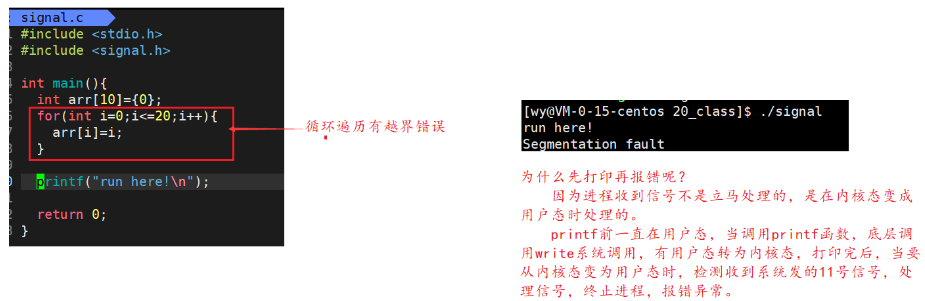 signal.c
#include <stdio.h>
#include <signal.h>
int main(){
int arr[10]={0};
for(int i=0;i<=20;i++){
arr[i]=i;
}
printf("run here!\n");
return 0;
}
循环遍历有越界错误
[wy@VM-0-15-centos 20_class]$ ./signal
run here!
Segmentation fault
为什么先打印再报错呢？
因为进程收到信号不是立马处理的，是在内核态变成
用户态时处理的。
printf前一直在用户态，当调用printf函数，底层调
用write系统调用，有用户态转为内核态，打印完后，当要
从内核态变为用户态时，检测收到系统发的11号信号，处
理信号，终止进程，报错异常。